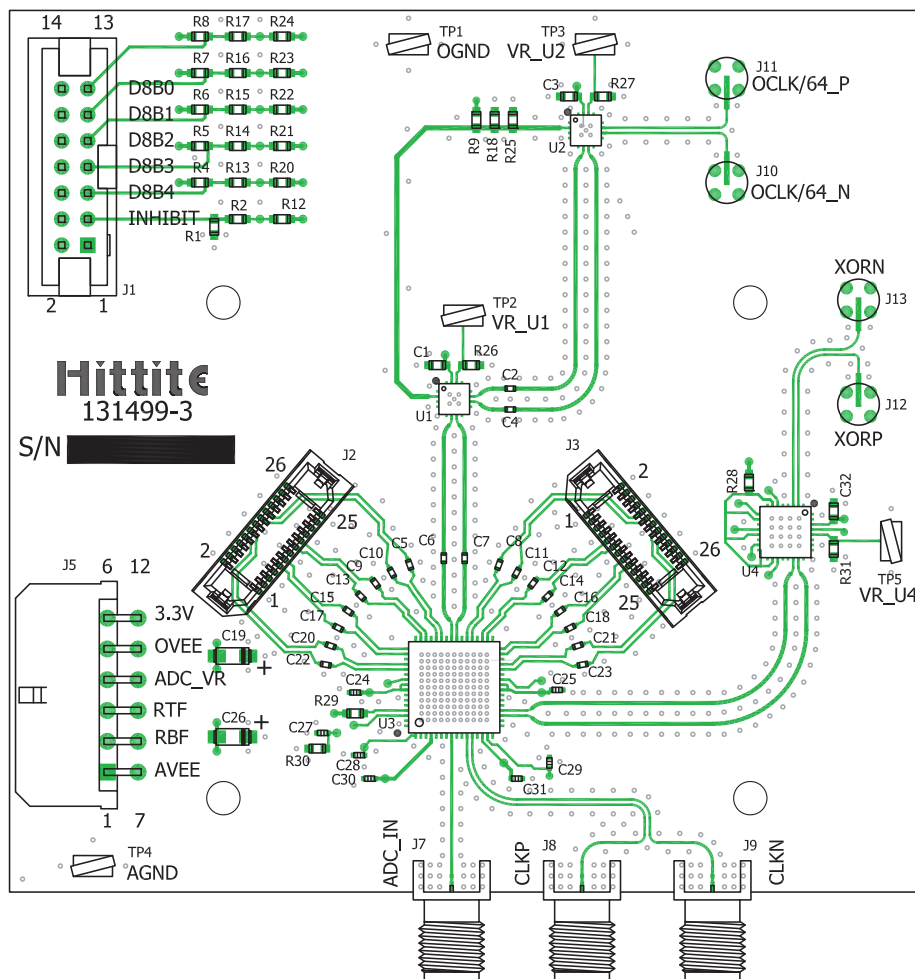 14 13
R8 R17 R24
R7 R16 R23
D8B0
R6 R15 R22
D8B1
R5 R14 R21
D8B2
R4 R13 R20
D8B3
D8B4
R2 R12
INHIBIT
R1
2 1
J1
TP1
OGND
TP3
VR_U2
C3
R27
R9
R18
R25
U2
J11
OCLK/64_P
J10
OCLK/64_N
XORN
J13
J12
XORP
TP2
VR_U1
C1
R26
U1
C2
C4
Hittite
131499-3
S/N
J2
26
25
2
1
J3
2
1
26
25
R28
C32
U4
R31
TP5
VR_U4
C5
C10
C9
C13
C15
C17
C20
C22
C6
C7
C8
C11
C12
C14
C16
C18
C21
C23
C24
C25
R29
U3
C27
R30
C28
C30
C29
C31
J5
6 12
3.3V
OVEE
ADC_VR
RTF
RBF
AVEE
1 7
C19
+
C26
+
TP4
AGND
ADC_IN
J7
CLKP
J8
J9
CLKN